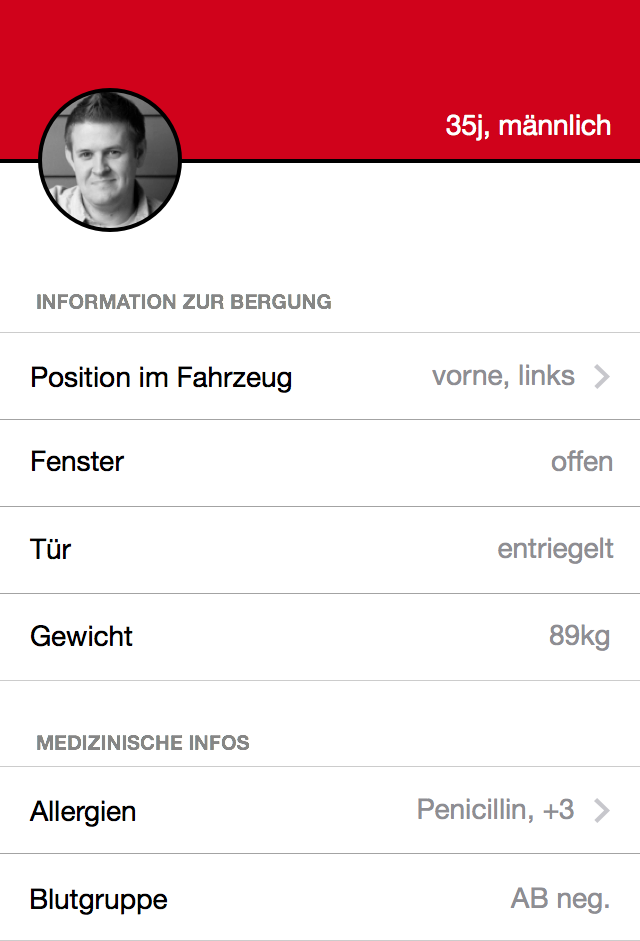 35j, männlich
INFORMATION ZUR BERGUNG
Position im Fahrzeug vorne, links
Fenster offen
Tür entriegelt
Gewicht 89kg
MEDIZINISCHE INFOS
Allergien Penicillin, +3
Blutgruppe AB neg.